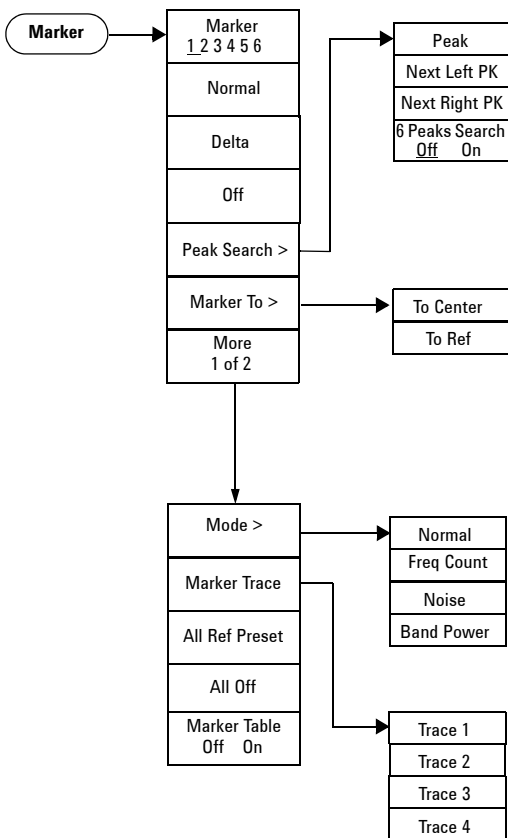 Marker
Marker
1 2 3 4 5 6
Normal
Delta
Off
Peak Search >
Marker To >
More
1 of 2
Peak
Next Left PK
Next Right PK
6 Peaks Search
Off On
To Center
To Ref
Mode >
Marker Trace
All Ref Preset
All Off
Marker Table
Off On
Normal
Freq Count
Noise
Band Power
Trace 1
Trace 2
Trace 3
Trace 4